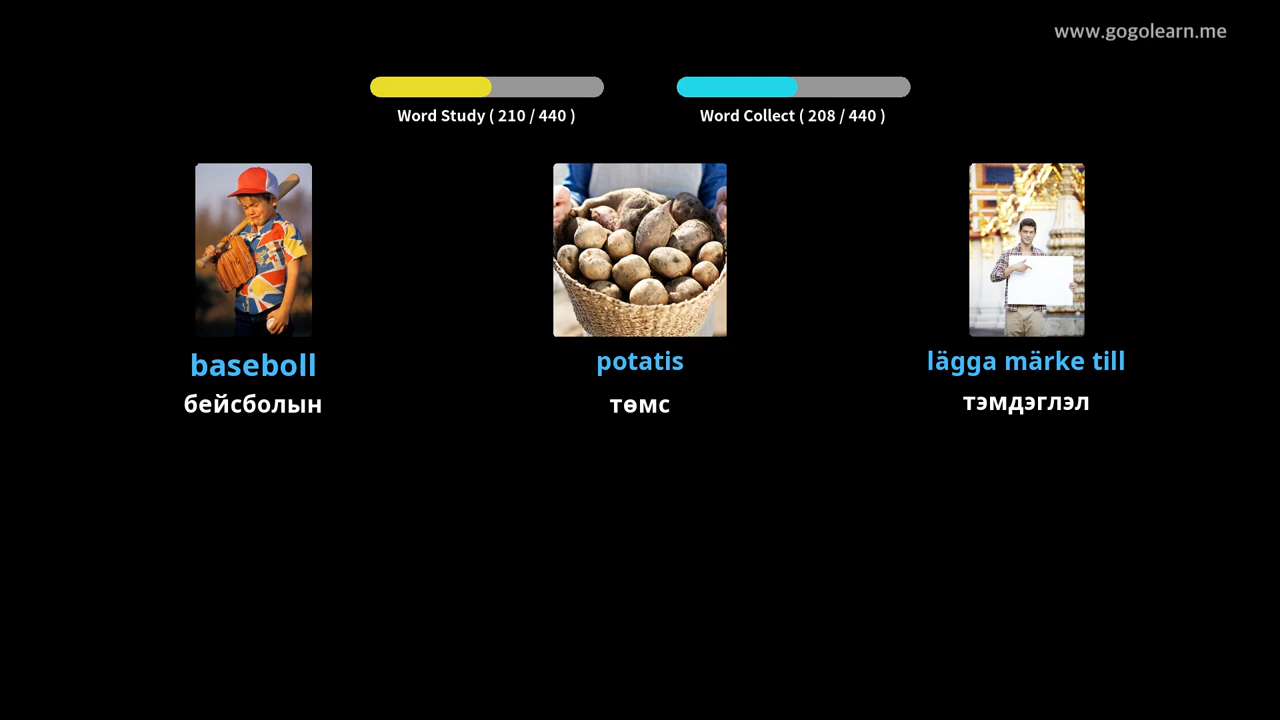 www.gogolearn.me
Word Study ( 210 / 440 )
Word Collect ( 208 / 440 )
baseboll
бейсболын
potatis
төмс
lägga märke till
тэмдэглэл